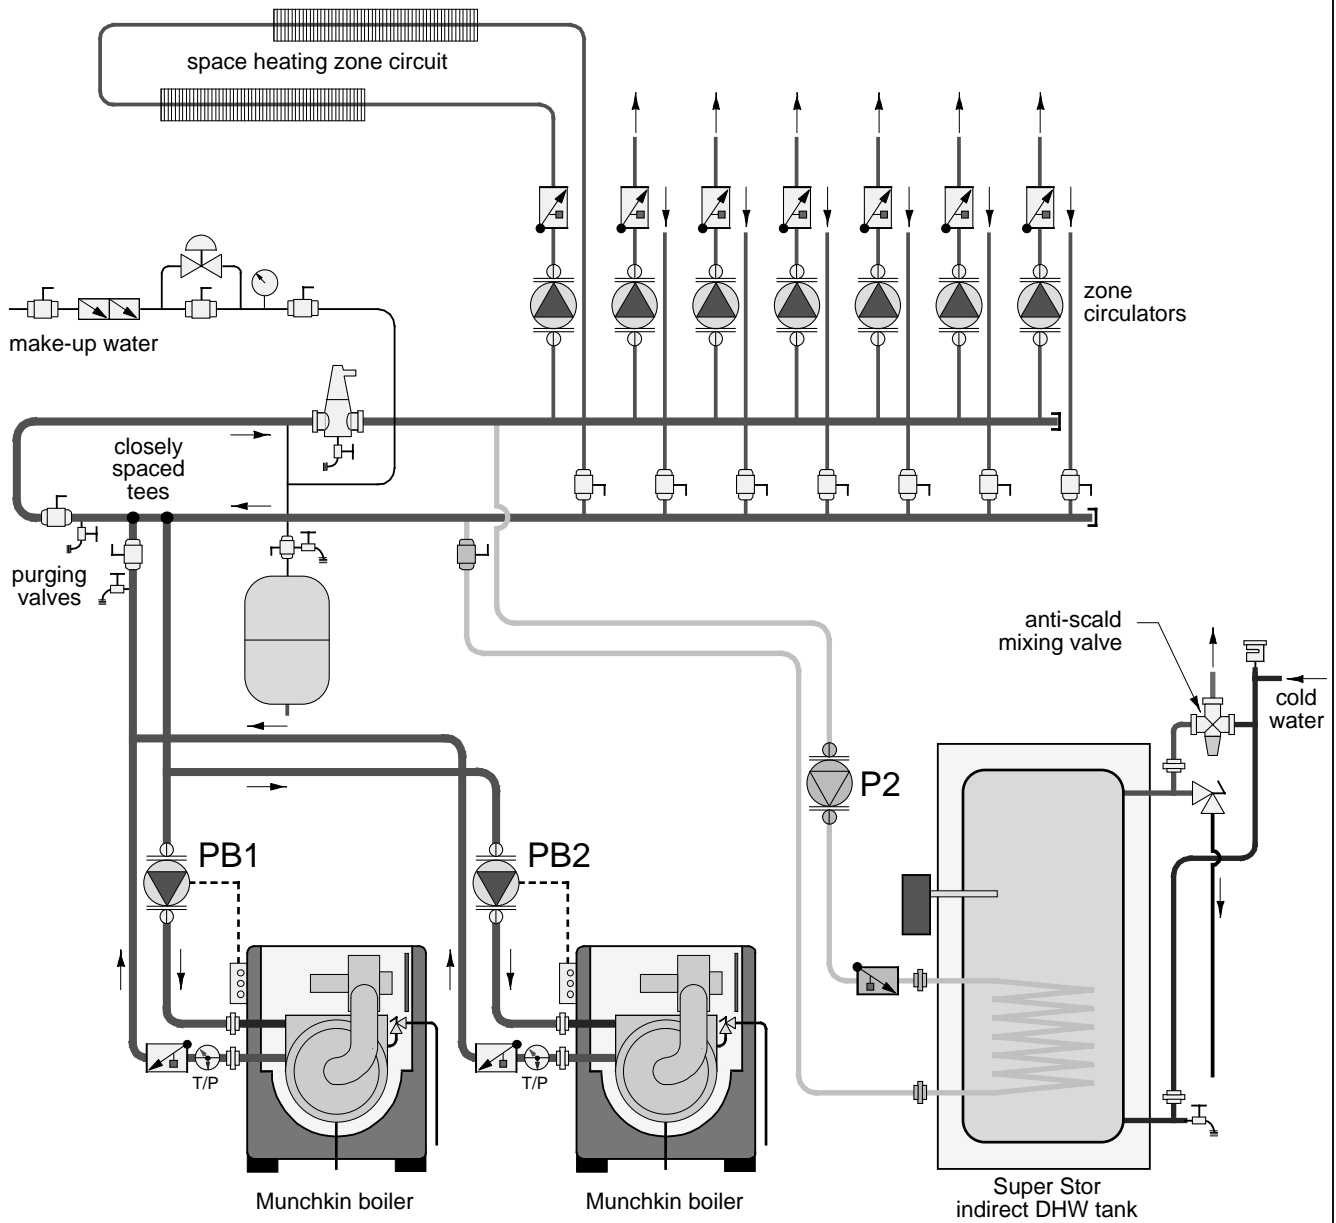 space heating zone circuit
zone
circulators
make-up water
closely
spaced
tees
purging
valves
anti-scald
mixing valve
cold
water
P2
PB1
PB2
T/P
T/P
Munchkin boiler
Munchkin boiler
Super Stor
indirect DHW tank